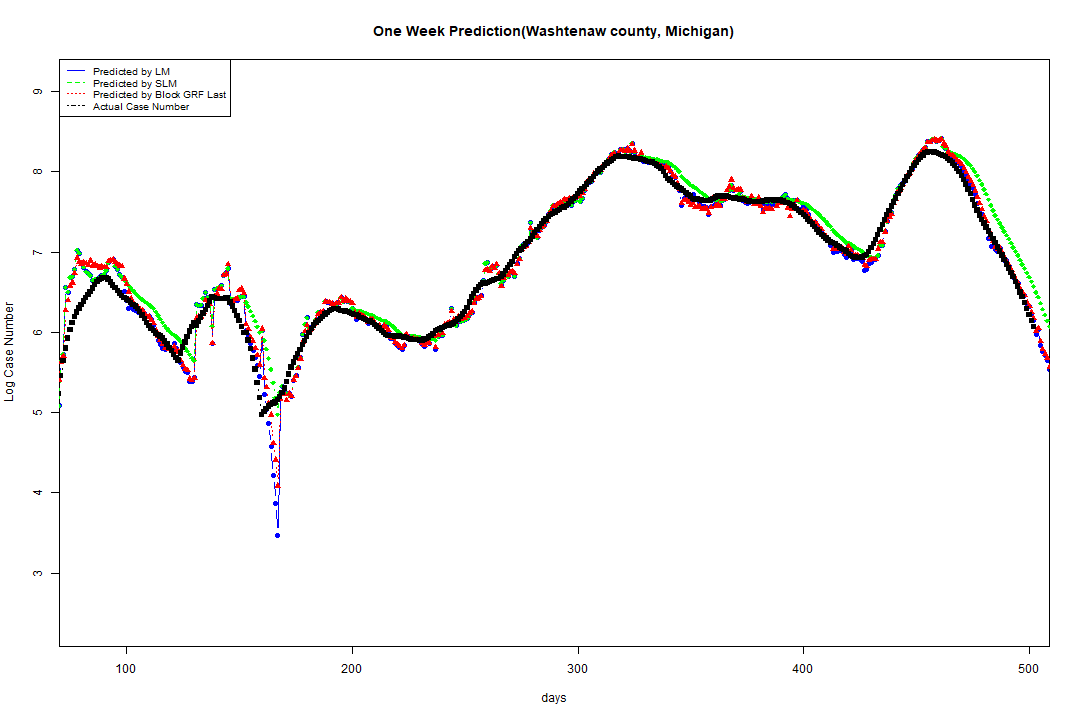 One Week Prediction(Washtenaw county, Michigan)
Predicted by LM
Predicted by SLM
Predicted by Block GRF Last
Actual Case Number
Log Case Number
9
8
7
6
5
4
3
100 200 300 400 500
days